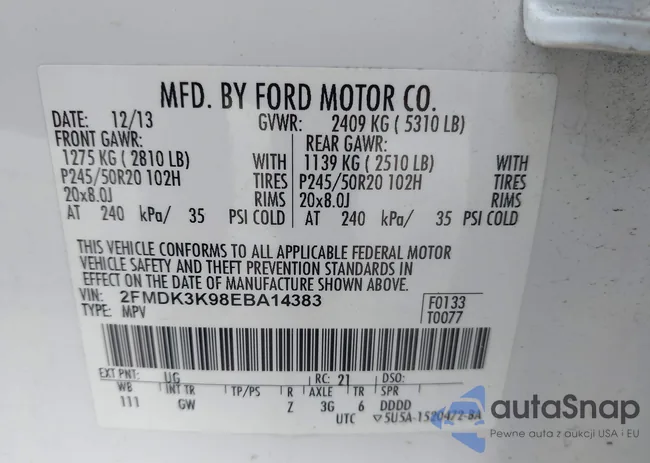 MFD. BY FORD MOTOR CO.
DATE: 12/13 GVWR: 2409 KG ( 5310 LB)
FRONT GAWR: REAR GAWR:
1275 KG ( 2810 LB) WITH 1139 KG ( 2510 LB) WITH
P245/50R20 102H TIRES P245/50R20 102H TIRES
20x8.0J RIMS 20x8.0J RIMS
AT 240 kPa/ 35 PSI COLD AT 240 kPa/ 35 PSI COLD
THIS VEHICLE CONFORMS TO ALL APPLICABLE FEDERAL MOTOR
VEHICLE SAFETY AND THEFT PREVENTION STANDARDS IN
EFFECT ON THE DATE OF MANUFACTURE SHOWN ABOVE.
VIN: 2FMDK3K98EBA14383 F0133
TYPE: MPV T0077
EXT PNT: UG RC: 21 DSO:
WB INT TR TP/PS R AXLE TR SPR
111 GW Z 3G 6 DDDD
UTC ▽5U5A-1520472-BA
autoSnap
Pewne auta z aukcji USA i EU